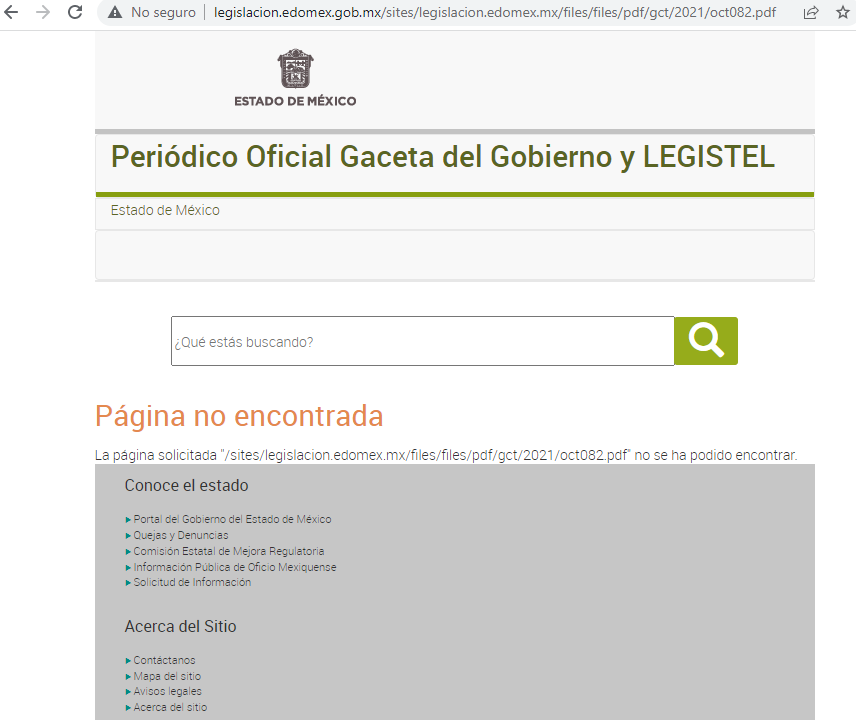 No seguro
legislacion.edomex.gob.mx/sites/legislacion.edomex.mx/files/files/pdf/gct/2021/oct082.pdf
ESTADO DE MÉXICO
Periódico Oficial Gaceta del Gobierno y LEGISTEL
Estado de México
¿Qué estás buscando?
Página no encontrada
La página solicitada "/sites/legislacion.edomex.mx/files/files/pdf/gct/2021/oct082.pdf" no se ha podido encontrar.
Conoce el estado
Portal del Gobierno del Estado de México
Quejas y Denuncias
Comisión Estatal de Mejora Regulatoria
Información Pública de Oficio Mexiquense
Solicitud de Información
Acerca del Sitio
Contáctanos
Mapa del sitio
Avisos legales
Acerca del sitio